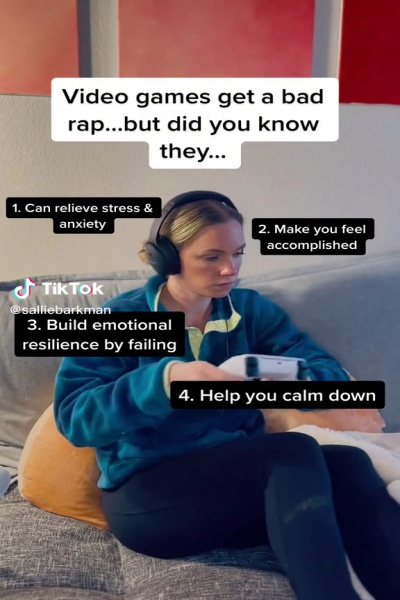 Video games get a bad
rap...but did you know
they...
1. Can relieve stress &
anxiety
2. Make you feel
accomplished
TikTok
@salliebarkman
3. Build emotional
resilience by failing
4. Help you calm down